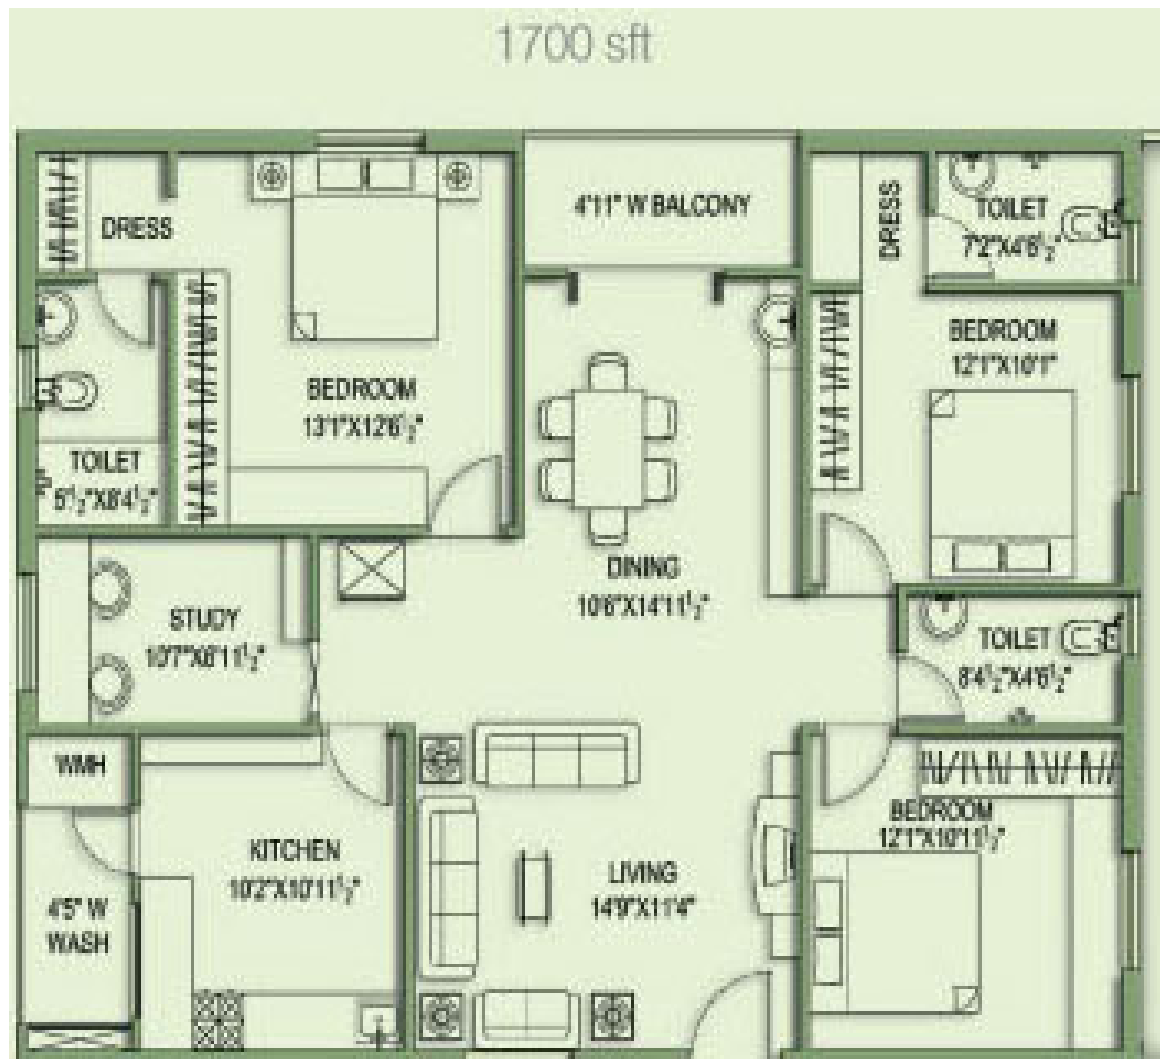 1700 sft
4'11" W BALCONY
DRESS
DRESS
TOILET
7'2"X4'6½"
BEDROOM
12'1"X10'1"
BEDROOM
13'1"X12'6½"
TOILET
5½"X8'4½"
DINING
10'6"X14'11½"
STUDY
10'7"X6'11½"
TOILET
8'4½"X4'6½"
WMH
KITCHEN
10'2"X10'11½"
LIVING
14'9"X11'4"
BEDROOM
12'1"X10'11½"
4'5" W
WASH